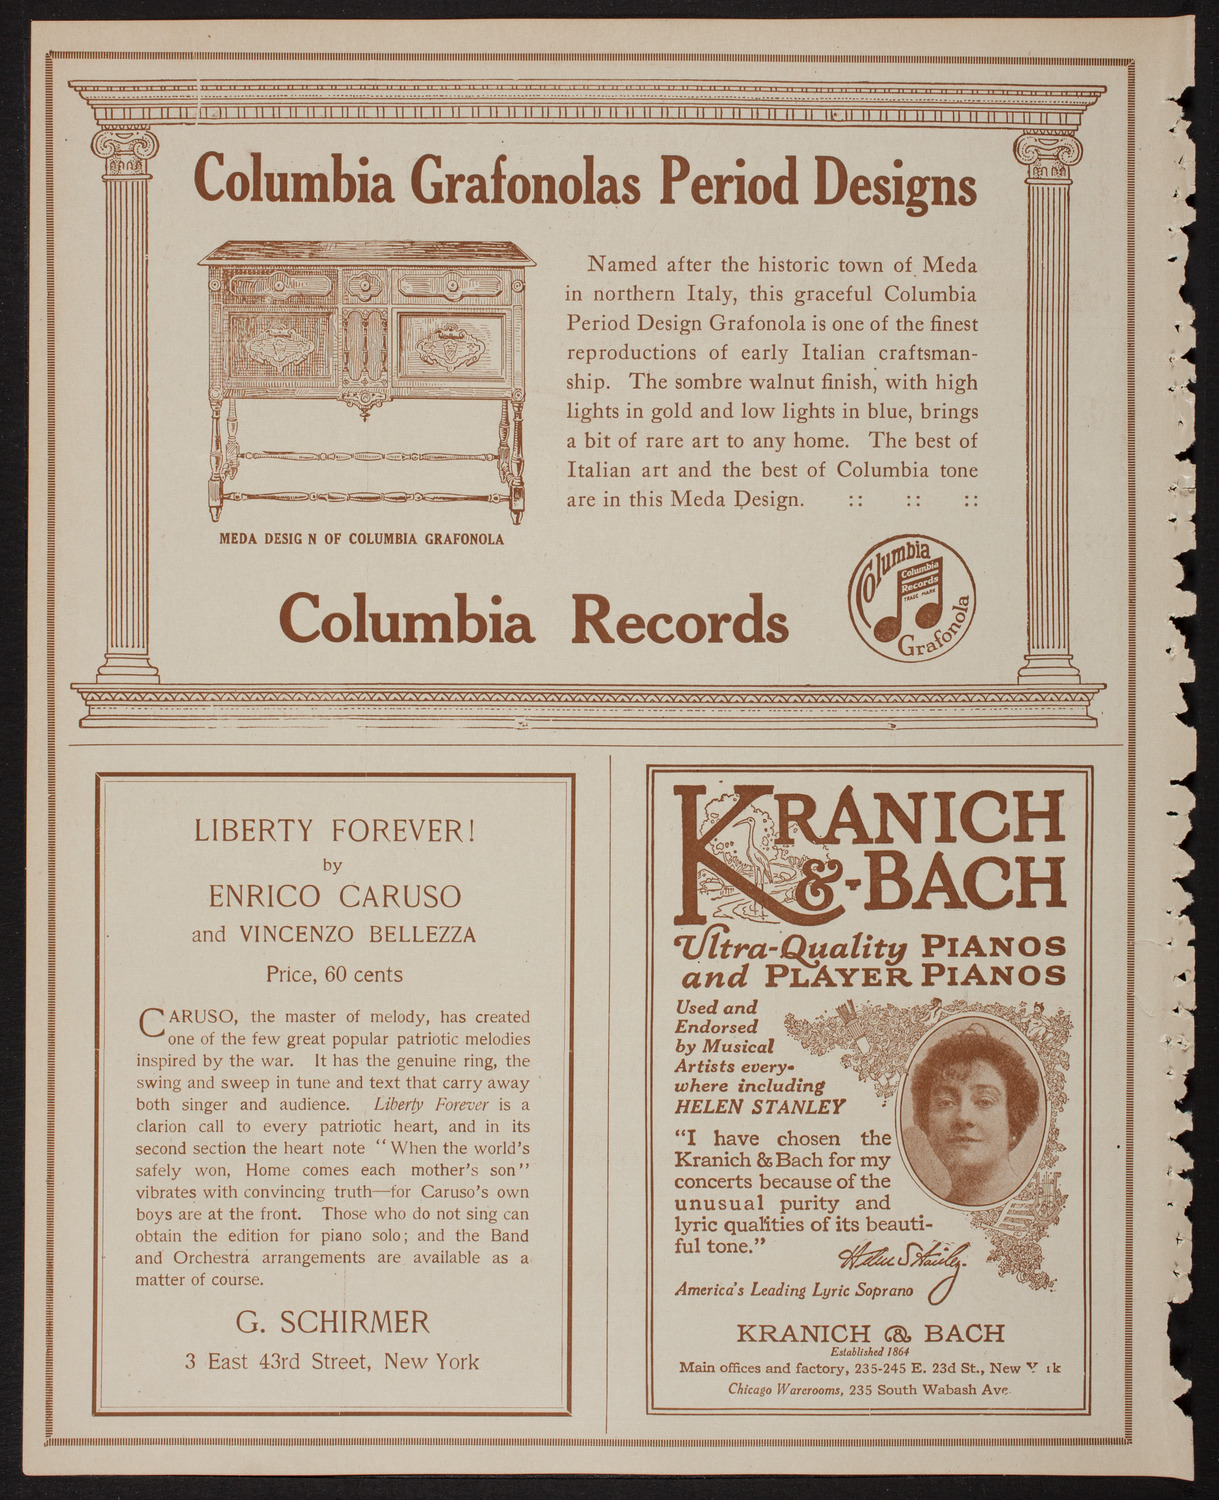 Columbia Grafonolas Period Designs
Named after the historic town of Meda
in northern Italy, this graceful Columbia
Period Design Grafonola is one of the finest
reproductions of early Italian craftsman-
ship. The sombre walnut finish, with high
lights in gold and low lights in blue, brings
a bit of rare art to any home. The best of
Italian art and the best of Columbia tone
are in this Meda Design. :: :: ::
MEDA DESIG N OF COLUMBIA GRAFONOLA
Columbia Records
Columbia
Columbia
Records
TRADE MARK
Grafonola
LIBERTY FOREVER!
by
ENRICO CARUSO
and VINCENZO BELLEZZA
Price, 60 cents
CARUSO, the master of melody, has created
one of the few great popular patriotic melodies
inspired by the war. It has the genuine ring, the
swing and sweep in tune and text that carry away
both singer and audience. Liberty Forever is a
clarion call to every patriotic heart, and in its
second section the heart note "When the world's
safely won, Home comes each mother's son"
vibrates with convincing truth—for Caruso's own
boys are at the front. Those who do not sing can
obtain the edition for piano solo; and the Band
and Orchestra arrangements are available as a
matter of course.
G. SCHIRMER
3 East 43rd Street, New York
KRANICH
&-BACH
Ultra-Quality PIANOS
and PLAYER PIANOS
Used and
Endorsed
by Musical
Artists every-
where including
HELEN STANLEY
"I have chosen the
Kranich & Bach for my
concerts because of the
unusual purity and
lyric qualities of its beauti-
ful tone."
Helen Stanley.
America's Leading Lyric Soprano
KRANICH & BACH
Established 1864
Main offices and factory, 235-245 E. 23d St., New Y rk
Chicago Warerooms, 235 South Wabash Ave.